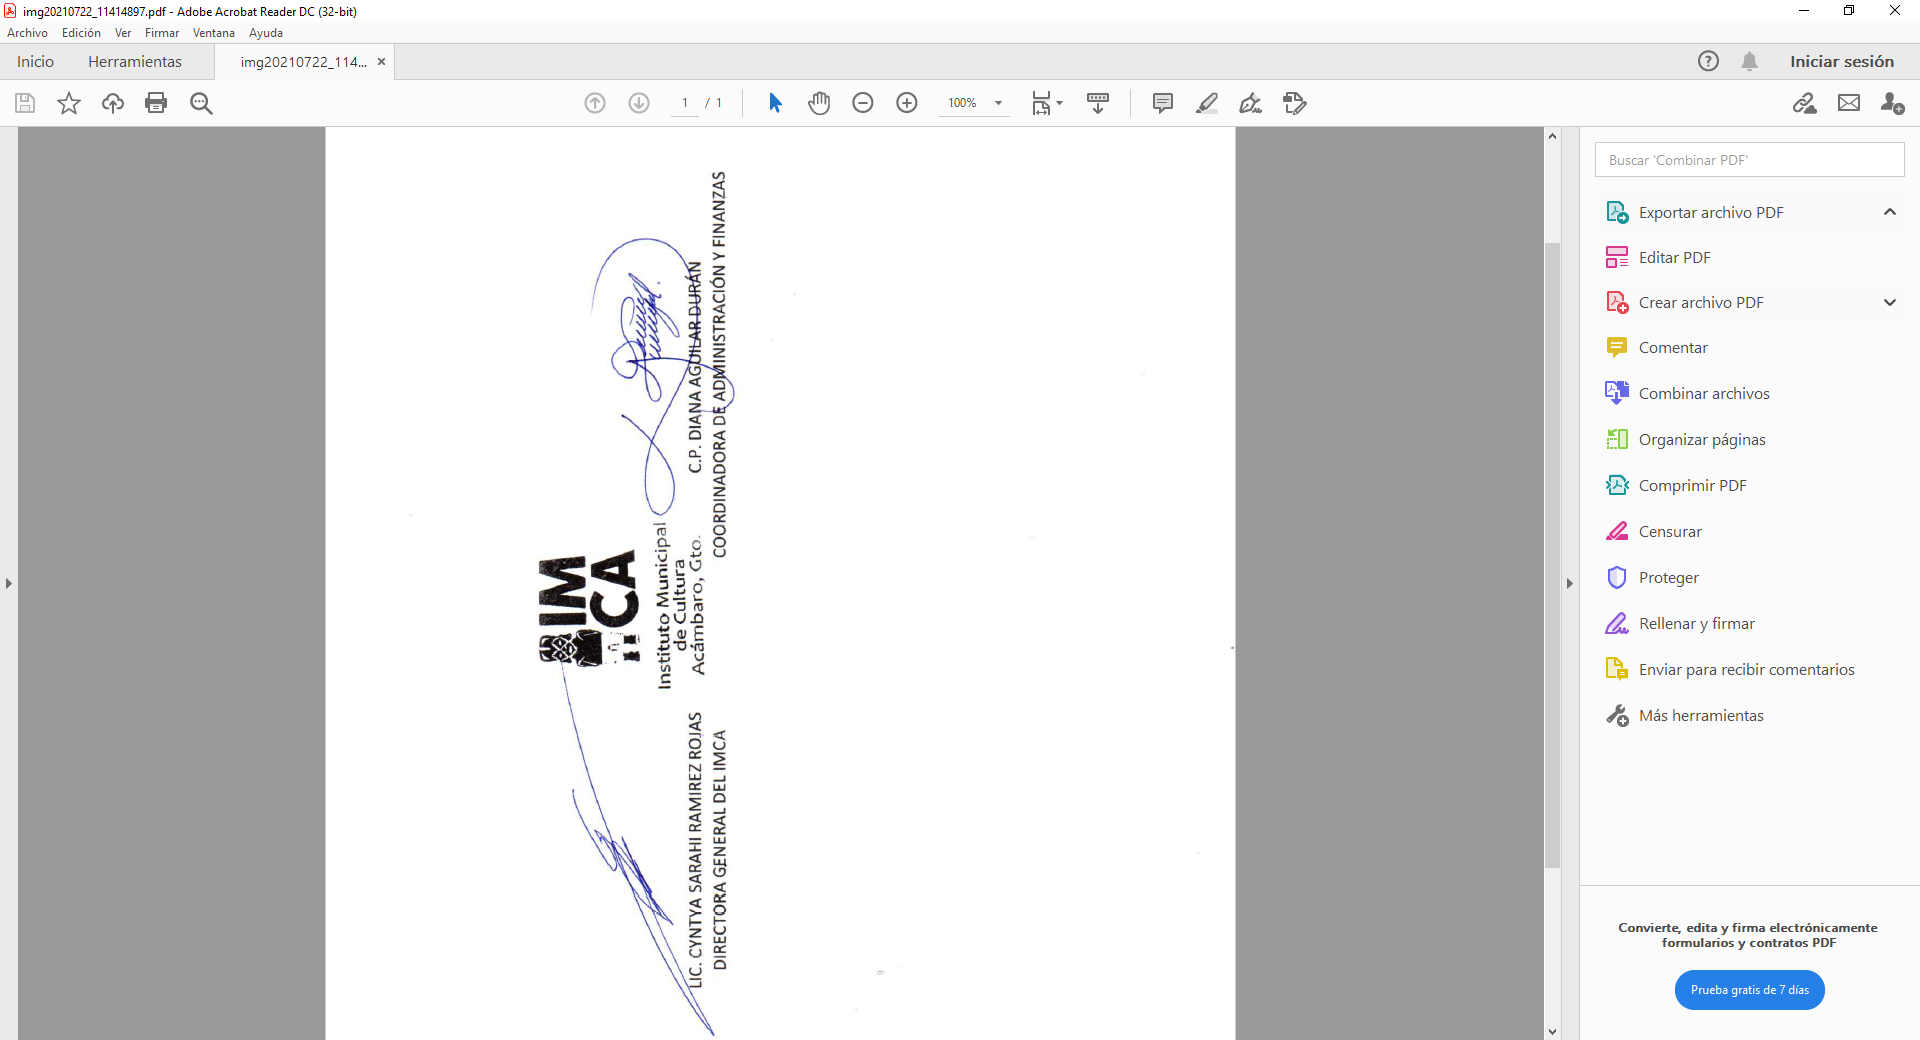 img20210722_11414897.pdf - Adobe Acrobat Reader DC (32-bit)
Archivo Edición Ver Firmar Ventana Ayuda
Inicio Herramientas img20210722_114... × Iniciar sesión
1 / 1 100%
LIC. CYNTYA SARAHI RAMIREZ ROJAS
DIRECTORA GENERAL DEL IMCA
IM
CA
Instituto Municipal
de Cultura
Acámbaro, Gto.
C.P. DIANA AGUILAR DURÁN
COORDINADORA DE ADMINISTRACIÓN Y FINANZAS
Buscar 'Combinar PDF'
Exportar archivo PDF
Editar PDF
Crear archivo PDF
Comentar
Combinar archivos
Organizar páginas
Comprimir PDF
Censurar
Proteger
Rellenar y firmar
Enviar para recibir comentarios
Más herramientas
Convierte, edita y firma electrónicamente
formularios y contratos PDF
Prueba gratis de 7 días